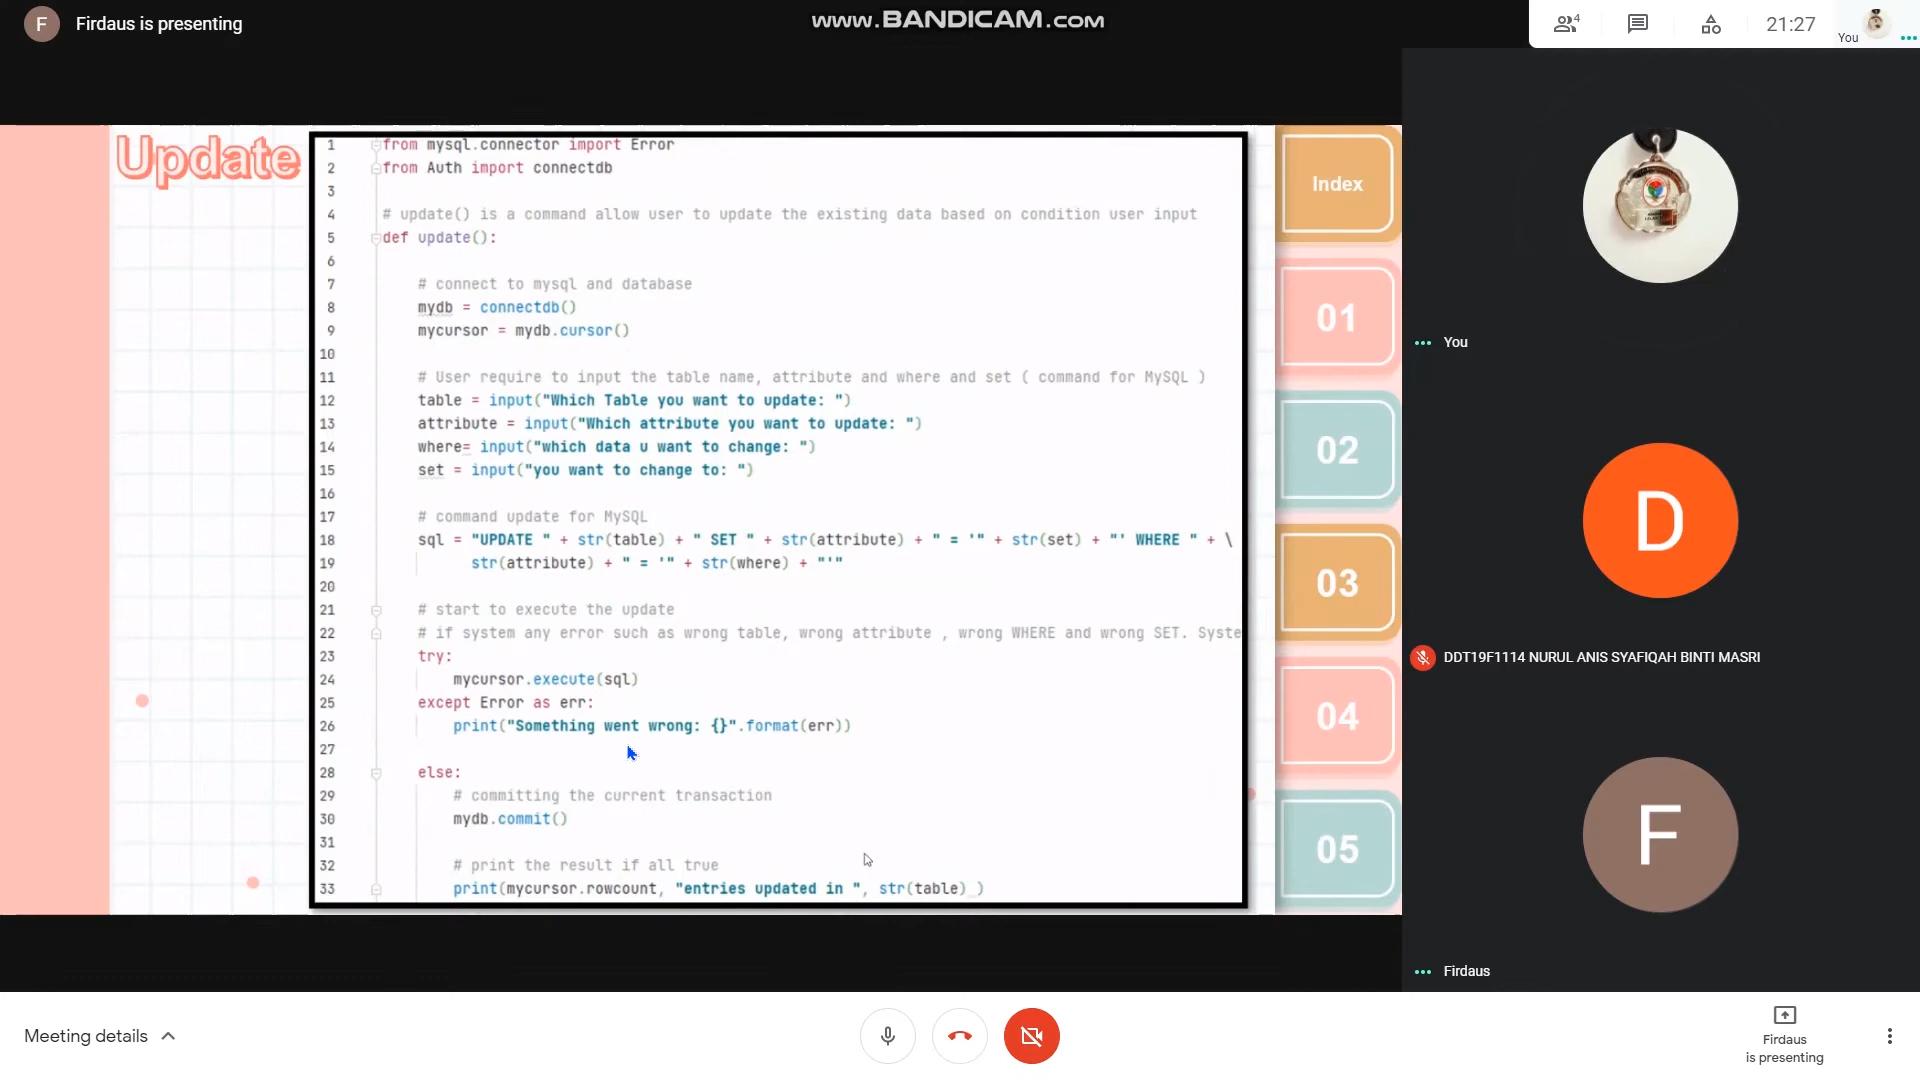 F
Firdaus is presenting
www.BANDICAM.COM
4
21:27
You
Update
1 from mysql.connector import Error
2 from Auth import connectdb
3
4 # update() is a command allow user to update the existing data based on condition user input
5 def update():
6
7 # connect to mysql and database
8 mydb = connectdb()
9 mycursor = mydb.cursor()
10
11 # User require to input the table name, attribute and where and set ( command for MySQL )
12 table = input("Which Table you want to update: ")
13 attribute = input("Which attribute you want to update: ")
14 where= input("which data u want to change: ")
15 set = input("you want to change to: ")
16
17 # command update for MySQL
18 sql = "UPDATE " + str(table) + " SET " + str(attribute) + " = '" + str(set) + "' WHERE " + \
19 str(attribute) + " = '" + str(where) + "'"
20
21 # start to execute the update
22 # if system any error such as wrong table, wrong attribute , wrong WHERE and wrong SET. Syste
23 try:
24 mycursor.execute(sql)
25 except Error as err:
26 print("Something went wrong: {}".format(err))
27
28 else:
29 # committing the current transaction
30 mydb.commit()
31
32 # print the result if all true
33 print(mycursor.rowcount, "entries updated in ", str(table) )
Index
01
02
03
04
05
You
D
DDT19F1114 NURUL ANIS SYAFIQAH BINTI MASRI
F
Firdaus
Meeting details
Firdaus
is presenting